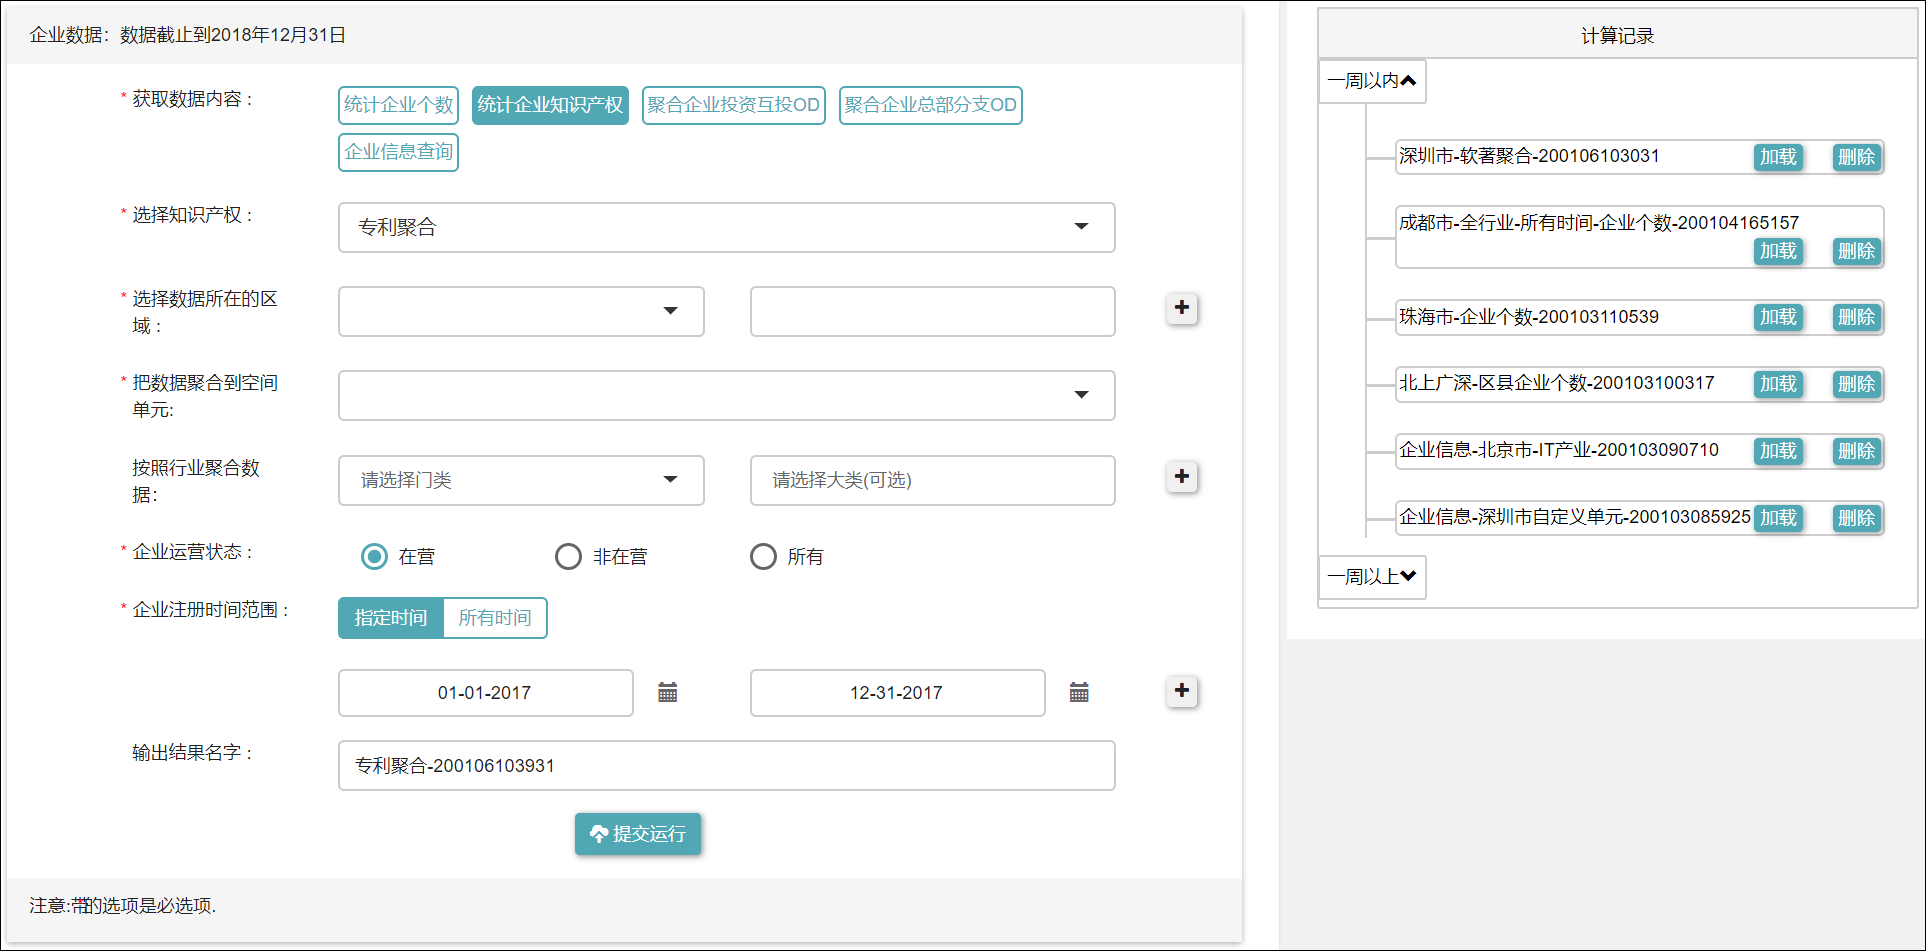 企业数据：数据截止到2018年12月31日
* 获取数据内容：
统计企业个数 统计企业知识产权 聚合企业投资互投OD 聚合企业总部分支OD
企业信息查询
* 选择知识产权：
专利聚合
* 选择数据所在的区
域：
* 把数据聚合到空间
单元:
按照行业聚合数
据：
请选择门类 请选择大类(可选)
* 企业运营状态：
在营 非在营 所有
* 企业注册时间范围：
指定时间 所有时间
01-01-2017 12-31-2017
输出结果名字：
专利聚合-200106103931
提交运行
注意:带*的选项是必选项.
计算记录
一周以内
深圳市-软著聚合-200106103031 加载 删除
成都市-全行业-所有时间-企业个数-200104165157
加载 删除
珠海市-企业个数-200103110539 加载 删除
北上广深-区县企业个数-200103100317 加载 删除
企业信息-北京市-IT产业-200103090710 加载 删除
企业信息-深圳市自定义单元-200103085925 加载 删除
一周以上